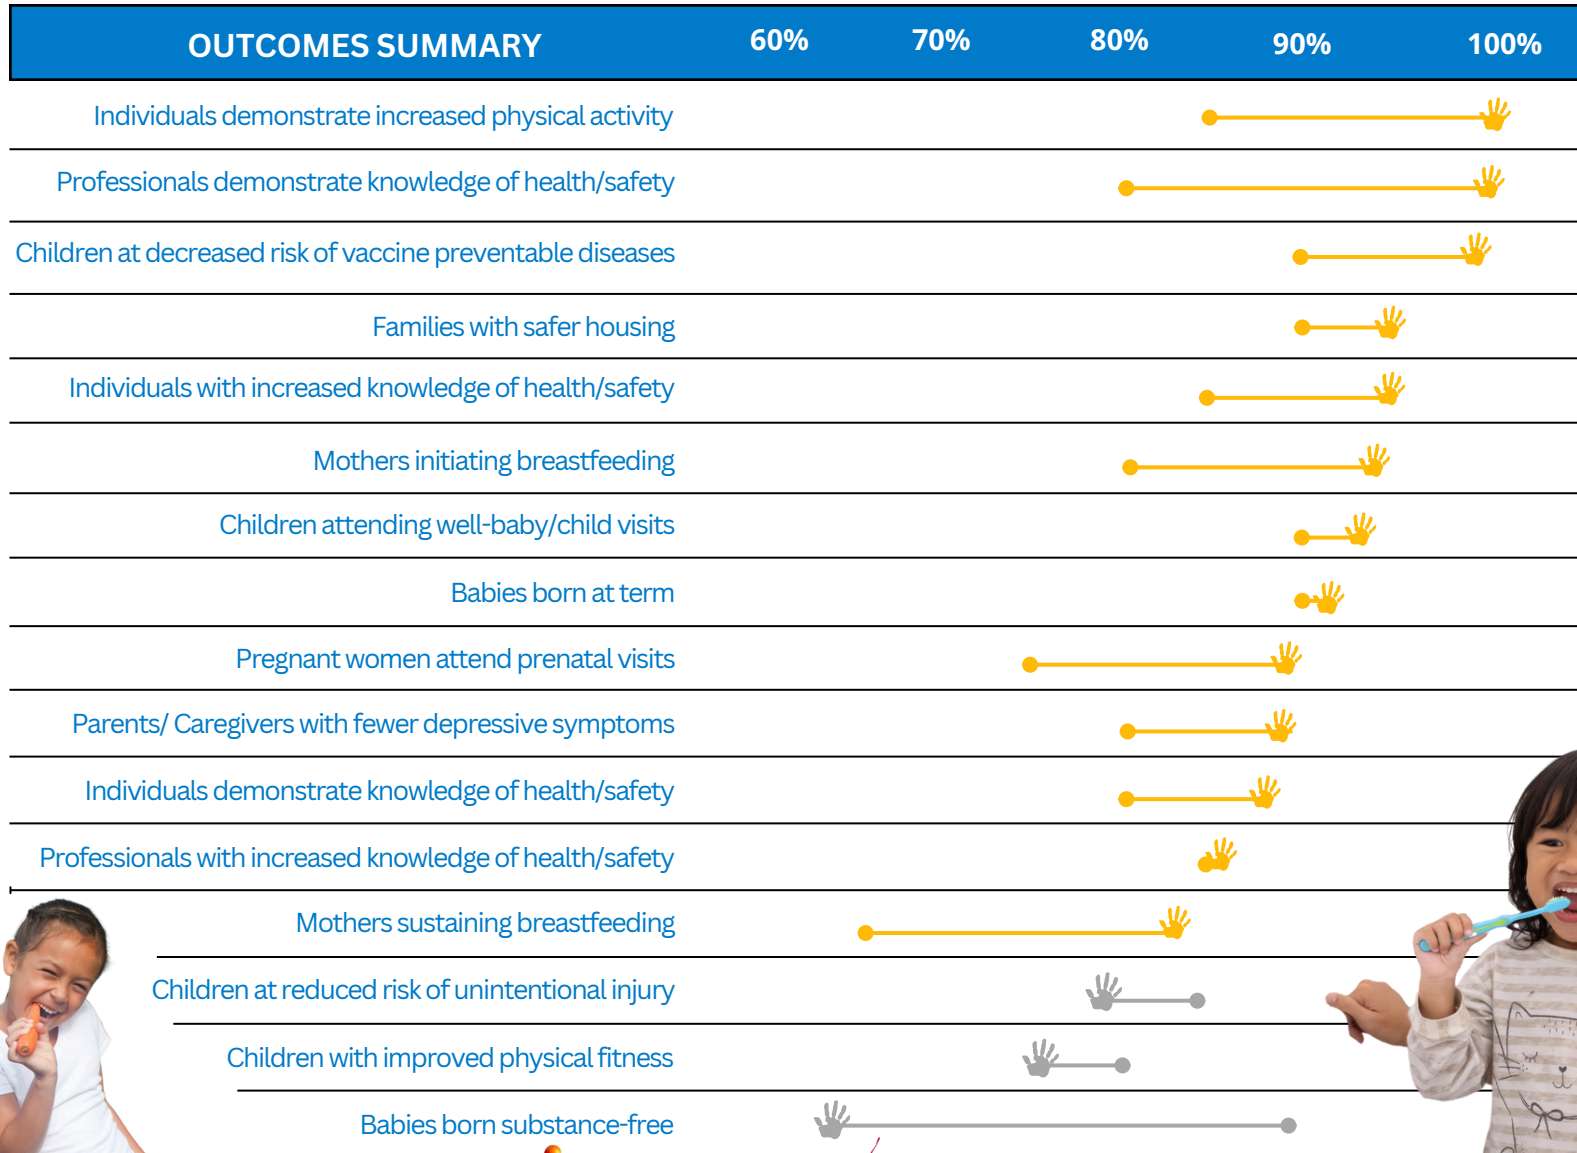 OUTCOMES SUMMARY 60% 70% 80% 90% 100%
Individuals demonstrate increased physical activity
Professionals demonstrate knowledge of health/safety
Children at decreased risk of vaccine preventable diseases
Families with safer housing
Individuals with increased knowledge of health/safety
Mothers initiating breastfeeding
Children attending well-baby/child visits
Babies born at term
Pregnant women attend prenatal visits
Parents/ Caregivers with fewer depressive symptoms
Individuals demonstrate knowledge of health/safety
Professionals with increased knowledge of health/safety
Mothers sustaining breastfeeding
Children at reduced risk of unintentional injury
Children with improved physical fitness
Babies born substance-free